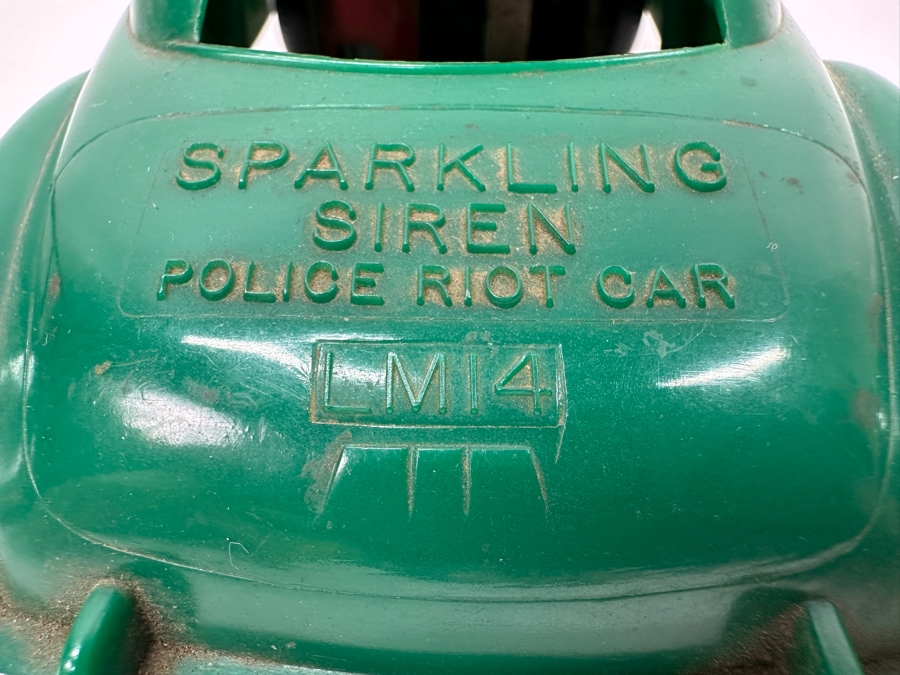 SPARKLING
SIREN
POLICE RIOT CAR
LM14